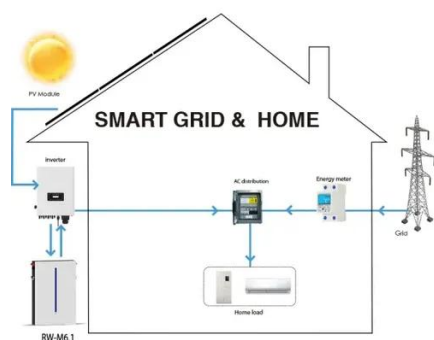 PV Module
SMART GRID & HOME
Inverter
AC distribution
Energy meter
Grid
Home load
RW-M6.1